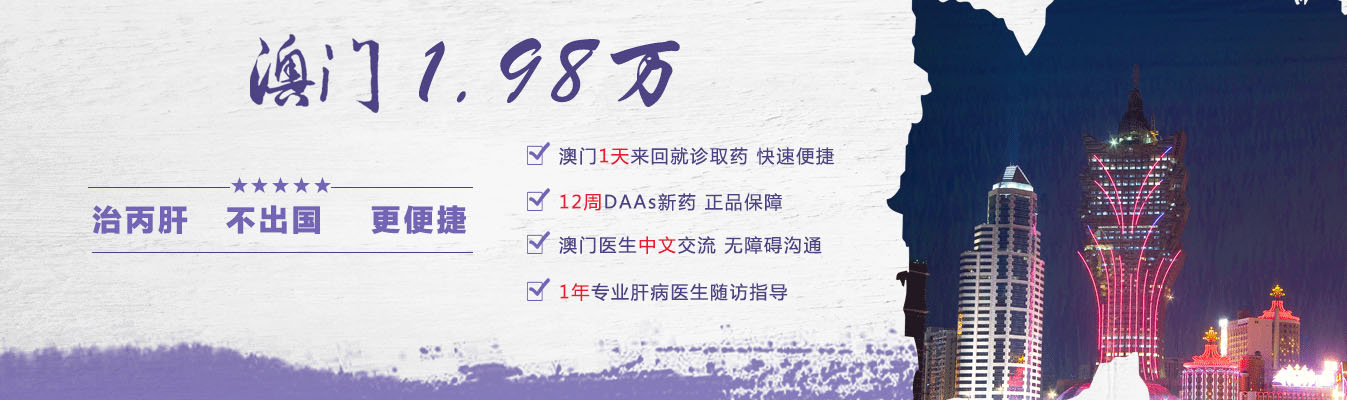 澳门1.98万
治丙肝 不出国 更便捷
澳门1天来回就诊取药 快速便捷
12周DAAs新药 正品保障
澳门医生中文交流 无障碍沟通
1年专业肝病医生随访指导